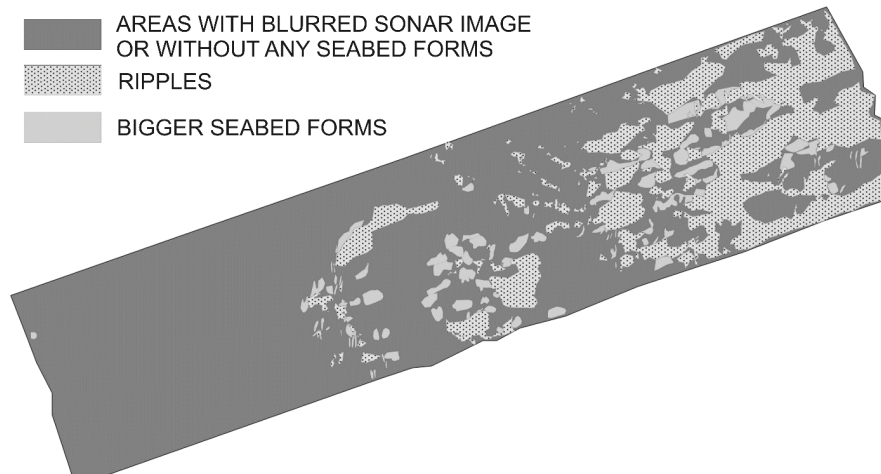 AREAS WITH BLURRED SONAR IMAGE
OR WITHOUT ANY SEABED FORMS
RIPPLES
BIGGER SEABED FORMS